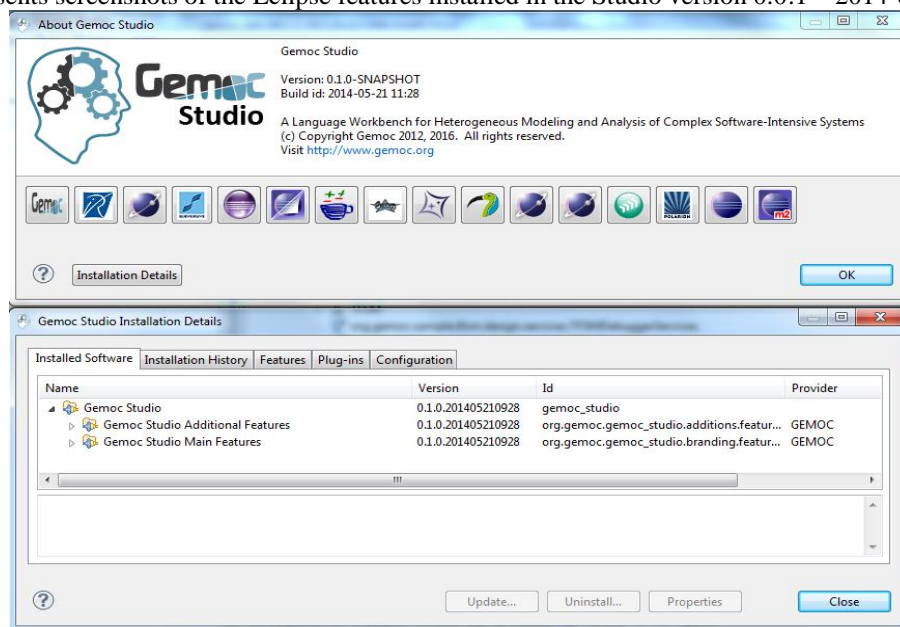 About Gemoc Studio
Gemoc
Studio
Gemoc Studio
Version: 0.1.0-SNAPSHOT
Build id: 2014-05-21 11:28
A Language Workbench for Heterogeneous Modeling and Analysis of Complex Software-Intensive Systems
(c) Copyright Gemoc 2012, 2016. All rights reserved.
Visit http://www.gemoc.org
Gemoc
POLARION
m2
Installation Details
OK
Gemoc Studio Installation Details
Installed Software Installation History Features Plug-ins Configuration
Name Version Id Provider
Gemoc Studio 0.1.0.201405210928 gemoc_studio
Gemoc Studio Additional Features 0.1.0.201405210928 org.gemoc.gemoc_studio.additions.featur... GEMOC
Gemoc Studio Main Features 0.1.0.201405210928 org.gemoc.gemoc_studio.branding.featur... GEMOC
Update... Uninstall... Properties Close